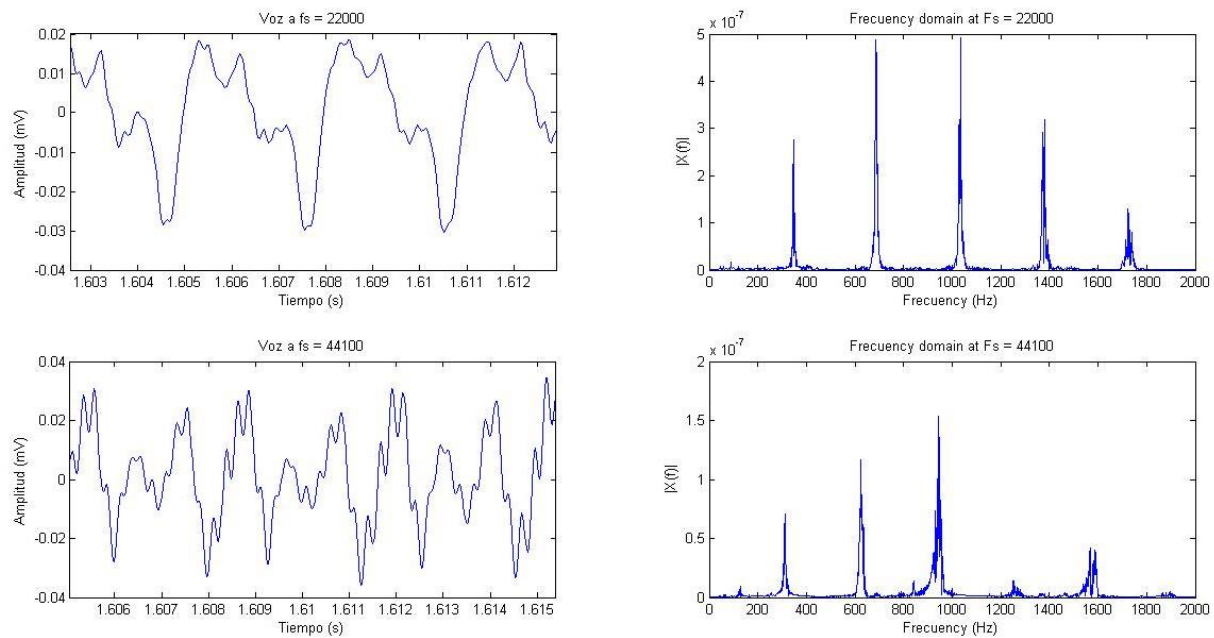 Voz a fs = 22000
0.02
0.01
0
-0.01
-0.02
-0.03
-0.04
Amplitud (mV)
1.603 1.604 1.605 1.606 1.607 1.608 1.609 1.61 1.611 1.612
Tiempo (s)
Frecuency domain at Fs = 22000
x 10-7
5
4
3
2
1
0
|X(f)|
0 200 400 600 800 1000 1200 1400 1600 1800 2000
Frecuency (Hz)
Voz a fs = 44100
0.04
0.02
0
-0.02
-0.04
Amplitud (mV)
1.606 1.607 1.608 1.609 1.61 1.611 1.612 1.613 1.614 1.615
Tiempo (s)
Frecuency domain at Fs = 44100
x 10-7
2
1.5
1
0.5
0
|X(f)|
0 200 400 600 800 1000 1200 1400 1600 1800 2000
Frecuency (Hz)